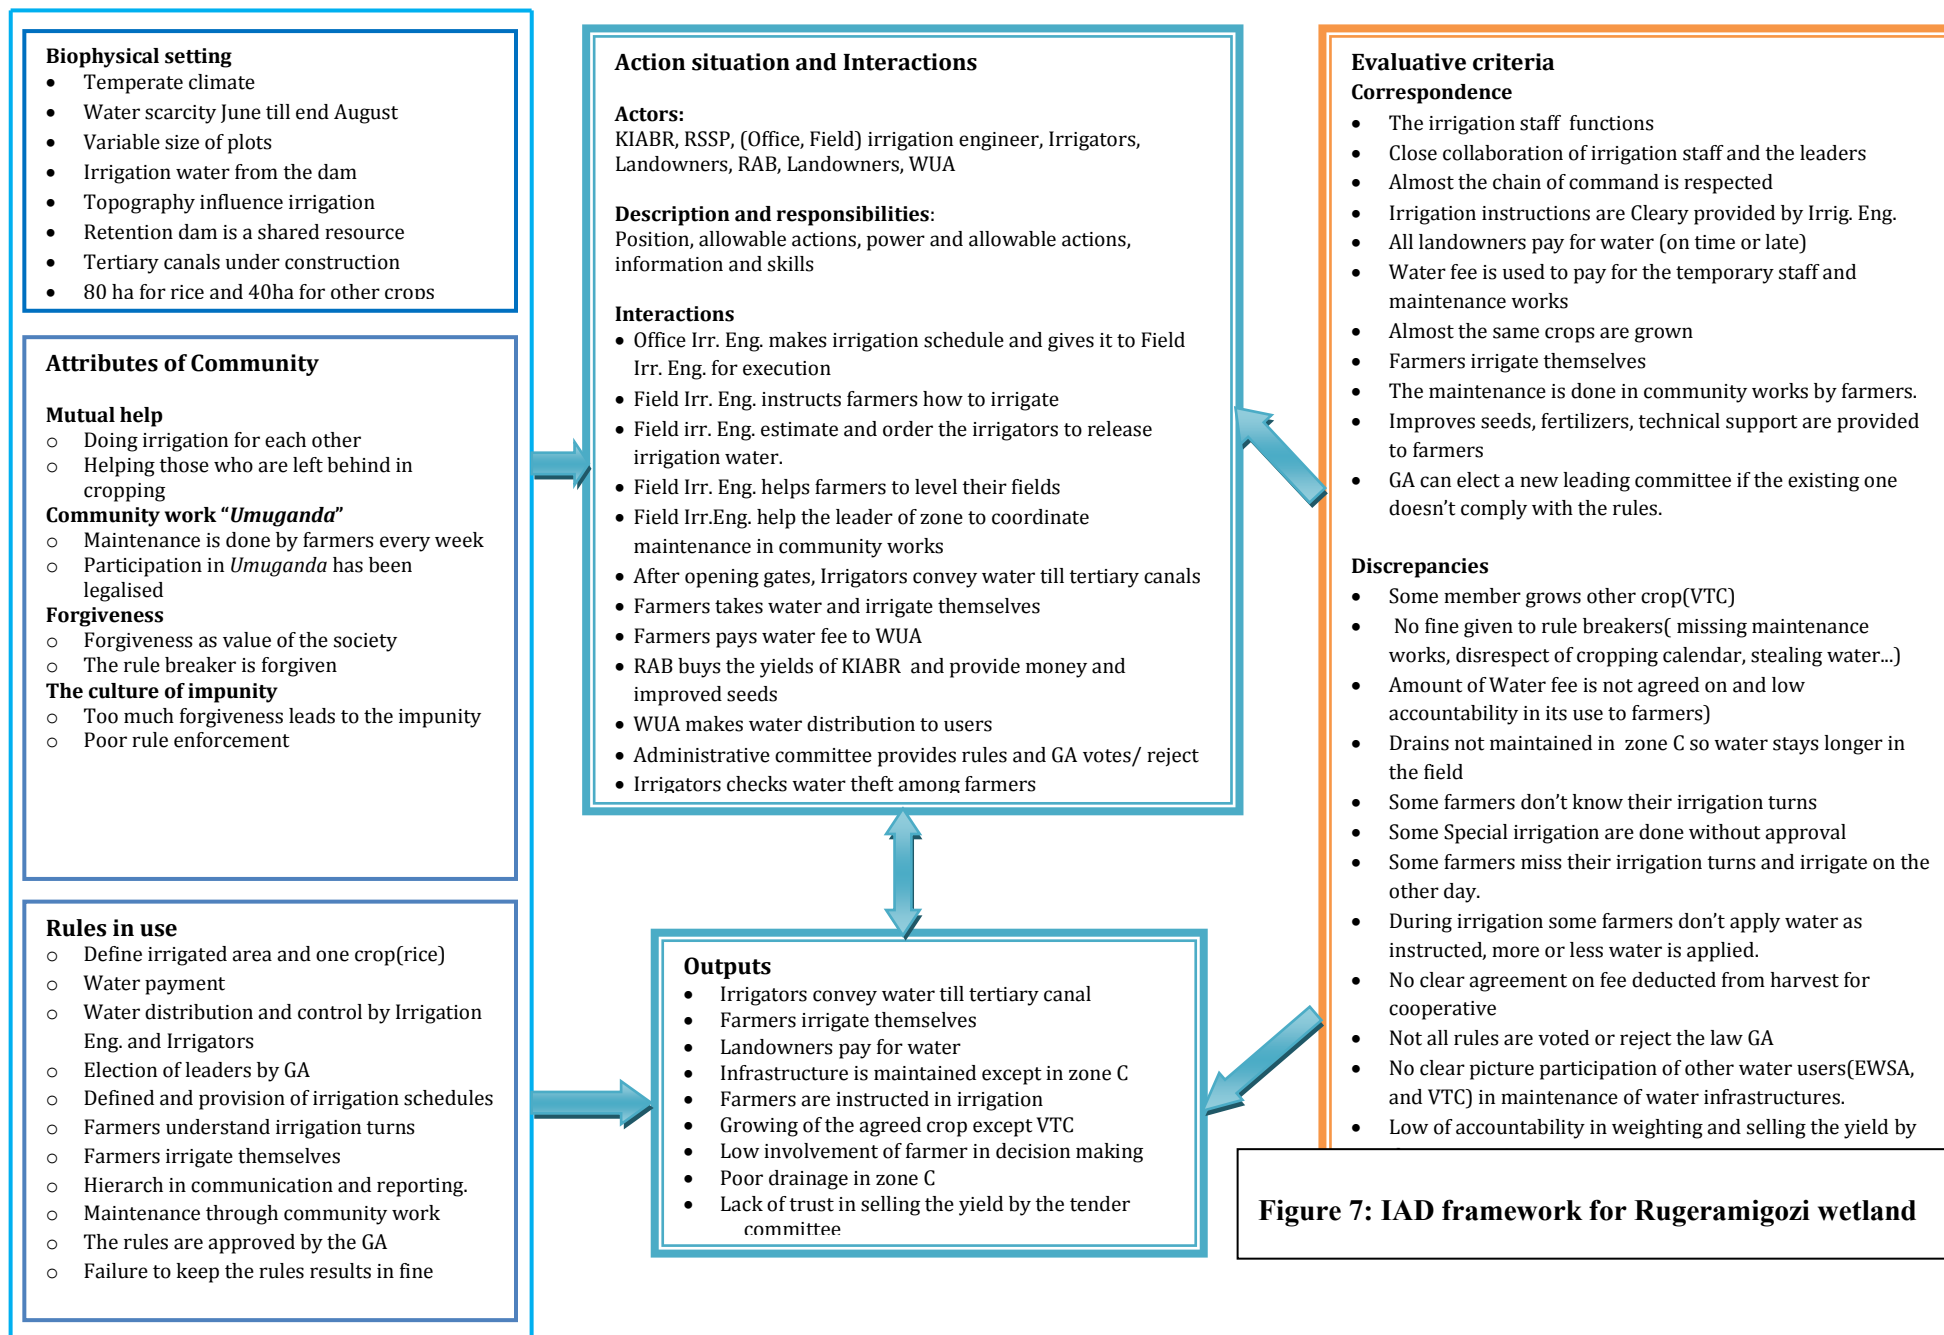 Biophysical setting
• Temperate climate
• Water scarcity June till end August
• Variable size of plots
• Irrigation water from the dam
• Topography influence irrigation
• Retention dam is a shared resource
• Tertiary canals under construction
• 80 ha for rice and 40ha for other crops
Attributes of Community
Mutual help
o Doing irrigation for each other
o Helping those who are left behind in
cropping
Community work “Umuganda”
o Maintenance is done by farmers every week
o Participation in Umuganda has been
legalised
Forgiveness
o Forgiveness as value of the society
o The rule breaker is forgiven
The culture of impunity
o Too much forgiveness leads to the impunity
o Poor rule enforcement
Rules in use
o Define irrigated area and one crop(rice)
o Water payment
o Water distribution and control by Irrigation
Eng. and Irrigators
o Election of leaders by GA
o Defined and provision of irrigation schedules
o Farmers understand irrigation turns
o Farmers irrigate themselves
o Hierarch in communication and reporting.
o Maintenance through community work
o The rules are approved by the GA
o Failure to keep the rules results in fine
Action situation and Interactions
Actors:
KIABR, RSSP, (Office, Field) irrigation engineer, Irrigators,
Landowners, RAB, Landowners, WUA
Description and responsibilities:
Position, allowable actions, power and allowable actions,
information and skills
Interactions
• Office Irr. Eng. makes irrigation schedule and gives it to Field
Irr. Eng. for execution
• Field Irr. Eng. instructs farmers how to irrigate
• Field irr. Eng. estimate and order the irrigators to release
irrigation water.
• Field Irr. Eng. helps farmers to level their fields
• Field Irr.Eng. help the leader of zone to coordinate
maintenance in community works
• After opening gates, Irrigators convey water till tertiary canals
• Farmers takes water and irrigate themselves
• Farmers pays water fee to WUA
• RAB buys the yields of KIABR and provide money and
improved seeds
• WUA makes water distribution to users
• Administrative committee provides rules and GA votes/ reject
• Irrigators checks water theft among farmers
Outputs
• Irrigators convey water till tertiary canal
• Farmers irrigate themselves
• Landowners pay for water
• Infrastructure is maintained except in zone C
• Farmers are instructed in irrigation
• Growing of the agreed crop except VTC
• Low involvement of farmer in decision making
• Poor drainage in zone C
• Lack of trust in selling the yield by the tender
committee
Evaluative criteria
Correspondence
• The irrigation staff functions
• Close collaboration of irrigation staff and the leaders
• Almost the chain of command is respected
• Irrigation instructions are Cleary provided by Irrig. Eng.
• All landowners pay for water (on time or late)
• Water fee is used to pay for the temporary staff and
maintenance works
• Almost the same crops are grown
• Farmers irrigate themselves
• The maintenance is done in community works by farmers.
• Improves seeds, fertilizers, technical support are provided
to farmers
• GA can elect a new leading committee if the existing one
doesn’t comply with the rules.
Discrepancies
• Some member grows other crop(VTC)
• No fine given to rule breakers( missing maintenance
works, disrespect of cropping calendar, stealing water...)
• Amount of Water fee is not agreed on and low
accountability in its use to farmers)
• Drains not maintained in zone C so water stays longer in
the field
• Some farmers don’t know their irrigation turns
• Some Special irrigation are done without approval
• Some farmers miss their irrigation turns and irrigate on the
other day.
• During irrigation some farmers don’t apply water as
instructed, more or less water is applied.
• No clear agreement on fee deducted from harvest for
cooperative
• Not all rules are voted or reject the law GA
• No clear picture participation of other water users(EWSA,
and VTC) in maintenance of water infrastructures.
• Low of accountability in weighting and selling the yield by
Figure 7: IAD framework for Rugeramigozi wetland